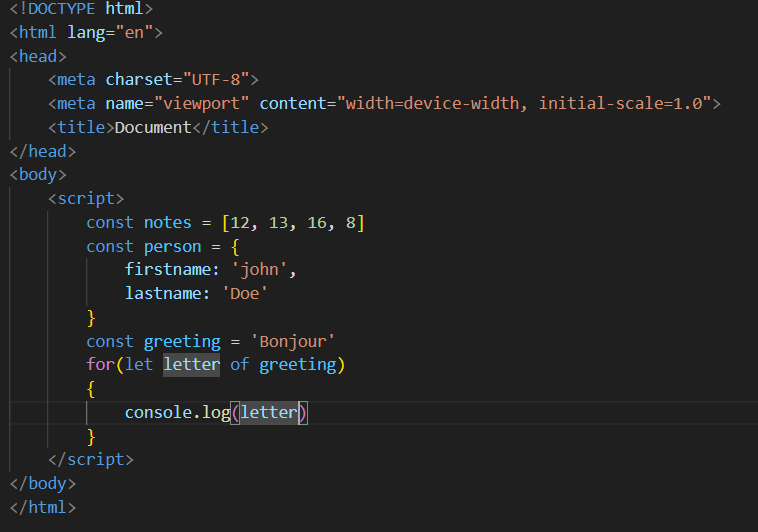 <!DOCTYPE html>
<html lang="en">
<head>
    <meta charset="UTF-8">
    <meta name="viewport" content="width=device-width, initial-scale=1.0">
    <title>Document</title>
</head>
<body>
    <script>
        const notes = [12, 13, 16, 8]
        const person = {
            firstname: 'john',
            lastname: 'Doe'
        }
        const greeting = 'Bonjour'
        for(let letter of greeting)
        {
            console.log(letter)
        }
    </script>
</body>
</html>